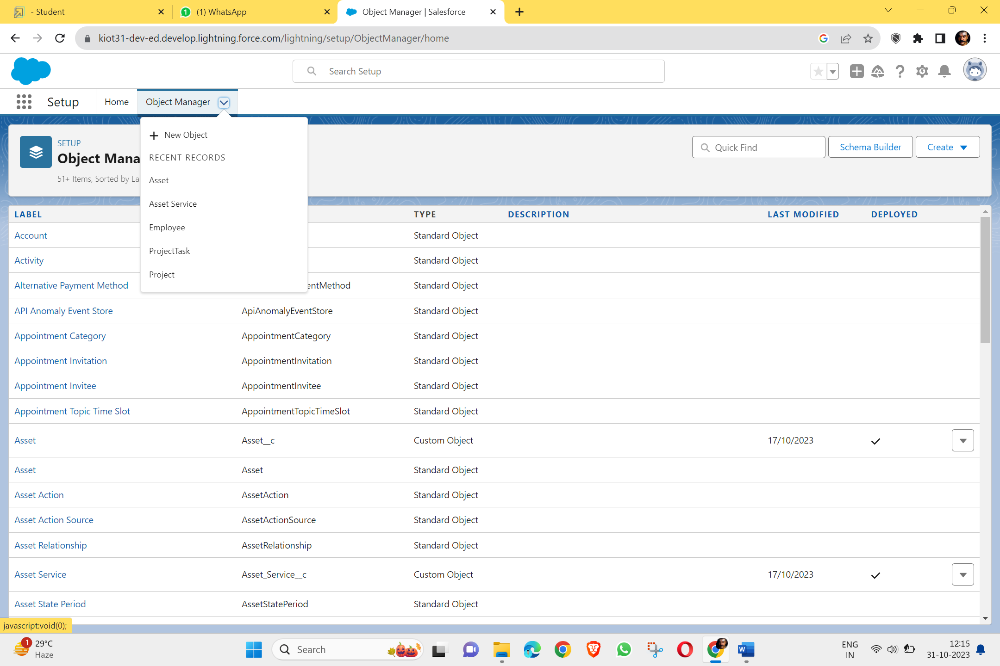 - Student
(1) WhatsApp
Object Manager | Salesforce
kiot31-dev-ed.develop.lightning.force.com/lightning/setup/ObjectManager/home
Search Setup
Setup
Home
Object Manager
New Object
RECENT RECORDS
Asset
Asset Service
Employee
ProjectTask
Project
SETUP
Object Mana
51+ Items, Sorted by Lal
Quick Find
Schema Builder
Create
LABEL TYPE DESCRIPTION LAST MODIFIED DEPLOYED
Account Standard Object
Activity Standard Object
Alternative Payment Method entMethod Standard Object
API Anomaly Event Store ApiAnomalyEventStore Standard Object
Appointment Category AppointmentCategory Standard Object
Appointment Invitation AppointmentInvitation Standard Object
Appointment Invitee AppointmentInvitee Standard Object
Appointment Topic Time Slot AppointmentTopicTimeSlot Standard Object
Asset Asset__c Custom Object 17/10/2023
Asset Asset Standard Object
Asset Action AssetAction Standard Object
Asset Action Source AssetActionSource Standard Object
Asset Relationship AssetRelationship Standard Object
Asset Service Asset_Service__c Custom Object 17/10/2023
Asset State Period AssetStatePeriod Standard Object
javascript:void(0);
1
29°C
Haze
Search
ENG
IN
12:15
31-10-2023